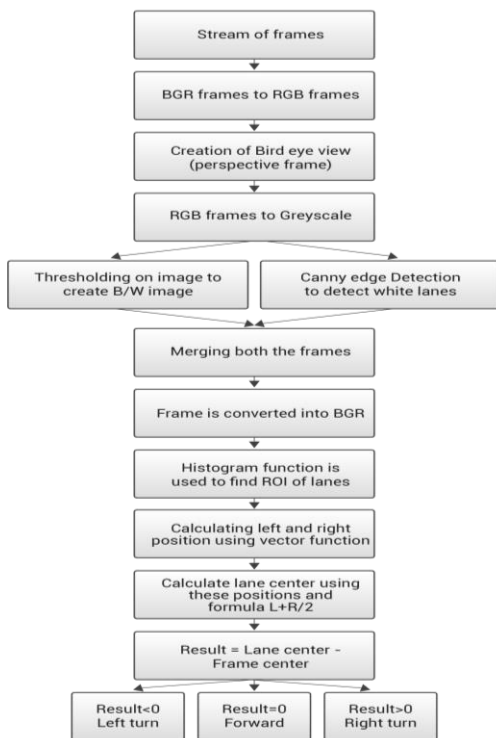 Stream of frames
BGR frames to RGB frames
Creation of Bird eye view
(perspective frame)
RGB frames to Greyscale
Thresholding on image to
create B/W image
Canny edge Detection
to detect white lanes
Merging both the frames
Frame is converted into BGR
Histogram function is
used to find ROI of lanes
Calculating left and right
position using vector function
Calculate lane center using
these positions and
formula L+R/2
Result = Lane center -
Frame center
Result<0
Left turn
Result=0
Forward
Result>0
Right turn